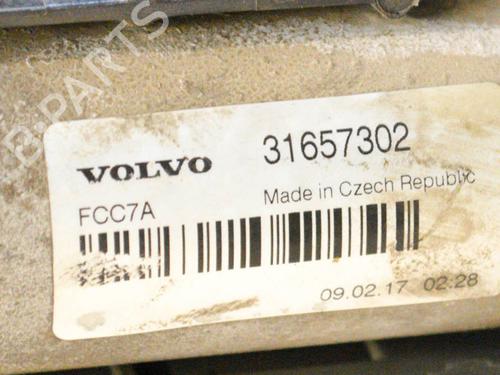 B-PARTS
VOLVO 31657302
FCC7A Made in Czech Republic
09.02.17 02:28